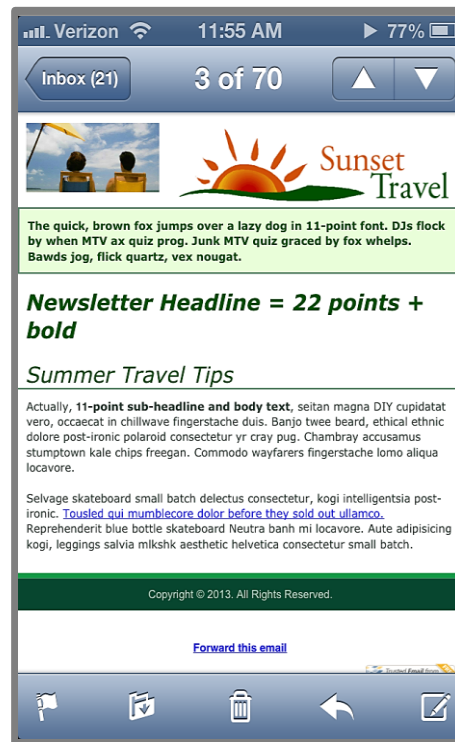 Verizon 11:55 AM 77%
Inbox (21) 3 of 70
Sunset
Travel
The quick, brown fox jumps over a lazy dog in 11-point font. DJs flock
by when MTV ax quiz prog. Junk MTV quiz graced by fox whelps.
Bawds jog, flick quartz, vex nougat.
Newsletter Headline = 22 points +
bold
Summer Travel Tips
Actually, 11-point sub-headline and body text, seitan magna DIY cupidatat
vero, occaecat in chillwave fingerstache duis. Banjo twee beard, ethical ethnic
dolore post-ironic polaroid consectetur yr cray pug. Chambray accusamus
stumptown kale chips freegan. Commodo wayfarers fingerstache lomo aliqua
locavore.
Selvage skateboard small batch delectus consectetur, kogi intelligentsia post-
ironic. Tousled qui mumblecore dolor before they sold out ullamco.
Reprehenderit blue bottle skateboard Neutra banh mi locavore. Aute adipisicing
kogi, leggings salvia mlkshk aesthetic helvetica consectetur small batch.
Copyright © 2013. All Rights Reserved.
Forward this email
Trusted Email from